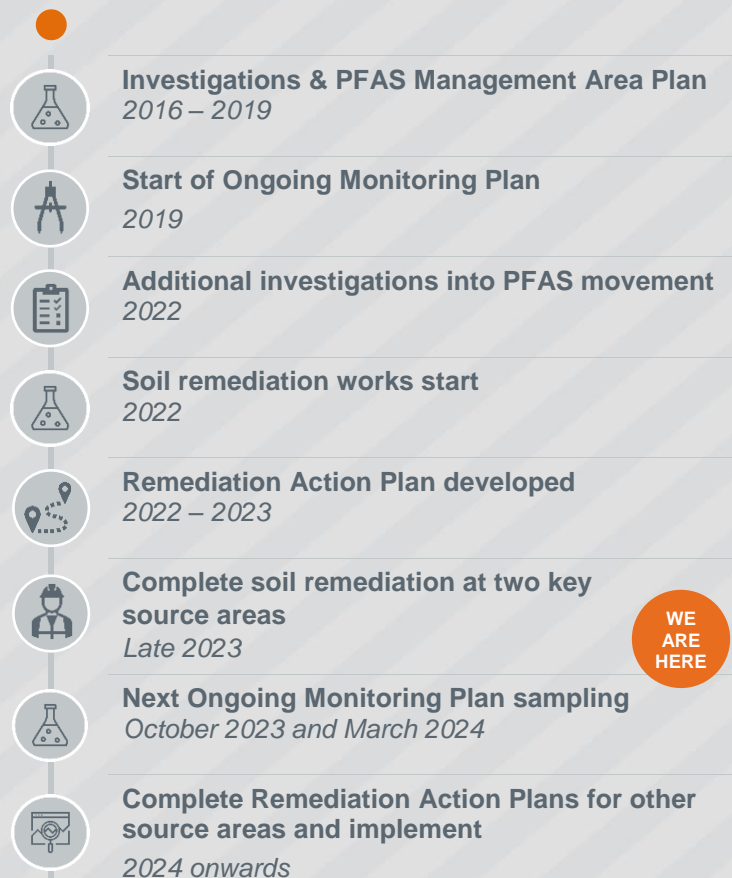 Investigations & PFAS Management Area Plan
2016 – 2019
Start of Ongoing Monitoring Plan
2019
Additional investigations into PFAS movement
2022
Soil remediation works start
2022
Remediation Action Plan developed
2022 – 2023
Complete soil remediation at two key
source areas
Late 2023
WE
ARE
HERE
Next Ongoing Monitoring Plan sampling
October 2023 and March 2024
Complete Remediation Action Plans for other
source areas and implement
2024 onwards